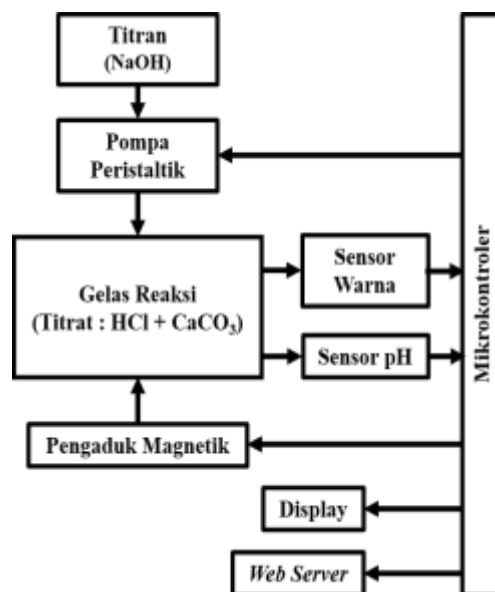 Titran
(NaOH)
Pompa
Peristaltik
Gelas Reaksi
(Titrat : HCl + CaCO₃)
Sensor
Warna
Sensor pH
Pengaduk Magnetik
Display
Web Server
Mikrokontroler